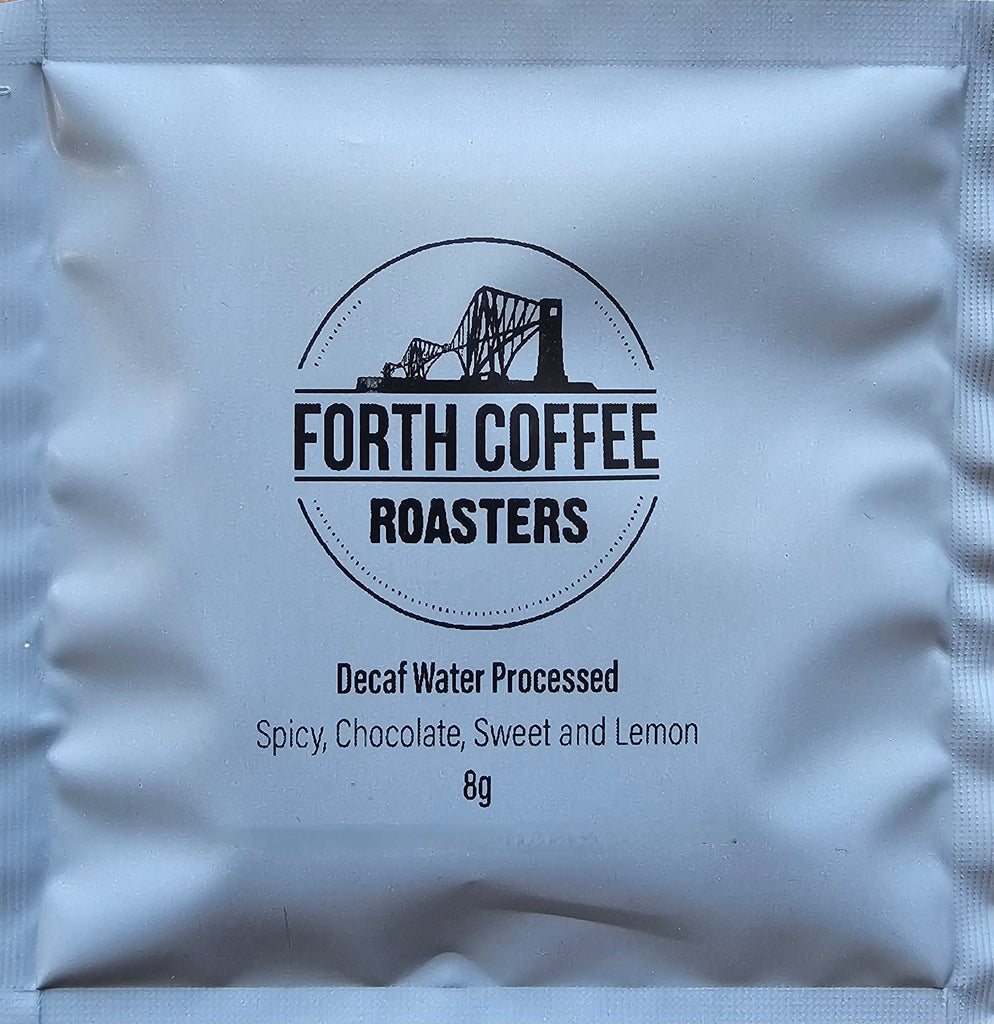 FORTH COFFEE
ROASTERS
Decaf Water Processed
Spicy, Chocolate, Sweet and Lemon
8g